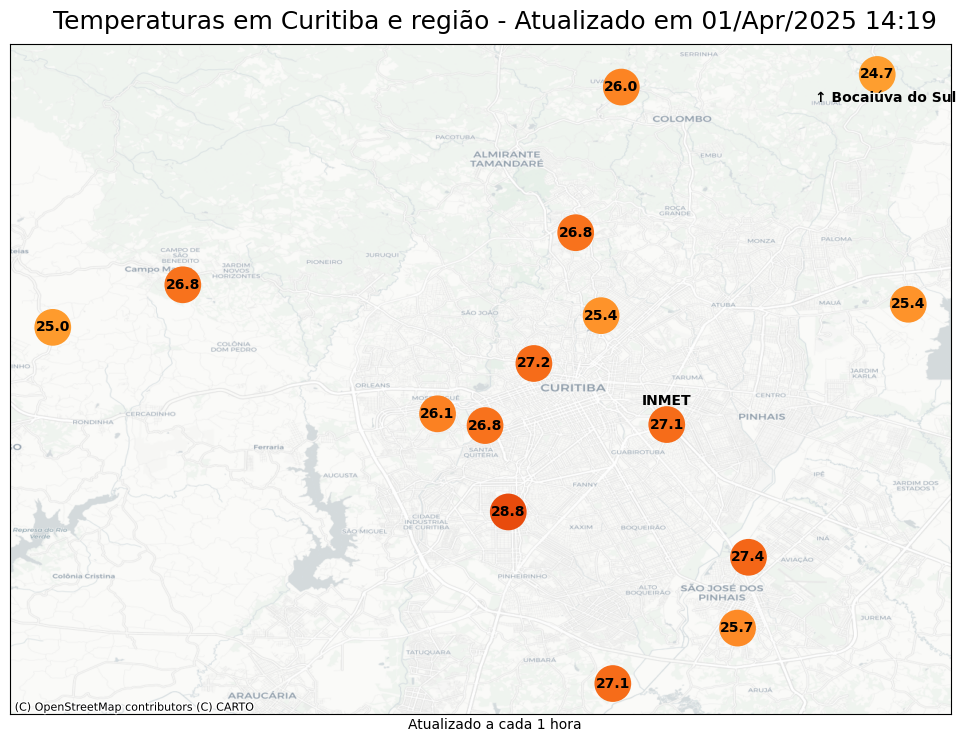 Temperaturas em Curitiba e região - Atualizado em 01/Apr/2025 14:19
SERRINHA
24.7
26.0
↑ Bocaiúva do Sul
COLOMBO
PACOTUBA
ALMIRANTE
TAMANDARÉ
EMBU
ROÇA
GRANDE
26.8
MONZA
PALOMA
CAMPO DE
SÃO
BENEDITO
JURUQUI
PIONEIRO
JARDIM
NOVOS
HORIZONTES
26.8
25.4
ATUBA
MAUÁ
25.4
SÃO JOÃO
25.0
COLÔNIA
DOM PEDRO
27.2
JARDIM
KARLA
TARUMÃ
ORLEANS
CURITIBA
CENTRO
INMET
PINHAIS
26.1
26.8
27.1
CERCADINHO
RONDINHA
Ferraria
SANTA
QUITÉRIA
GUABIROTUBA
AUGUSTA
IPÊ
FANNY
JARDIM DOS
ESTADOS 1
28.8
CIDADE
INDUSTRIAL
DE CURITIBA
SÃO MIGUEL
XAXIM
BOQUEIRÃO
Represa do Rio
Verde
INÁ
27.4
AVIAÇÃO
Colônia Cristina
PINHEIRINHO
ALTO
BOQUEIRÃO
SÃO JOSÉ DOS
PINHAIS
JUREMA
25.7
TATUQUARA
UMBARÁ
27.1
ARUJÁ
ARAUCÁRIA
(C) OpenStreetMap contributors (C) CARTO
Atualizado a cada 1 hora